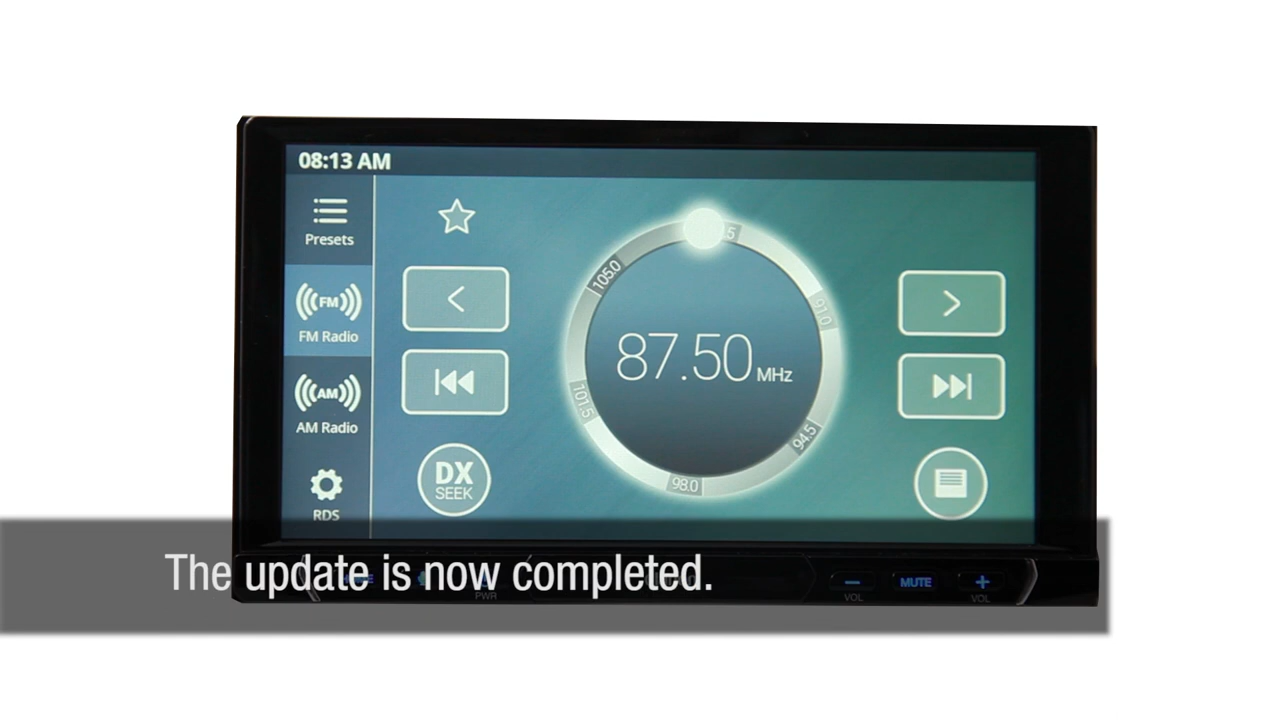 08:13 AM
Presets
FM
FM Radio
AM
AM Radio
RDS
DX
SEEK
105.0
91.0
87.50 MHz
101.5
94.5
98.0
The update is now completed.
PWR
MUTE
VOL
VOL